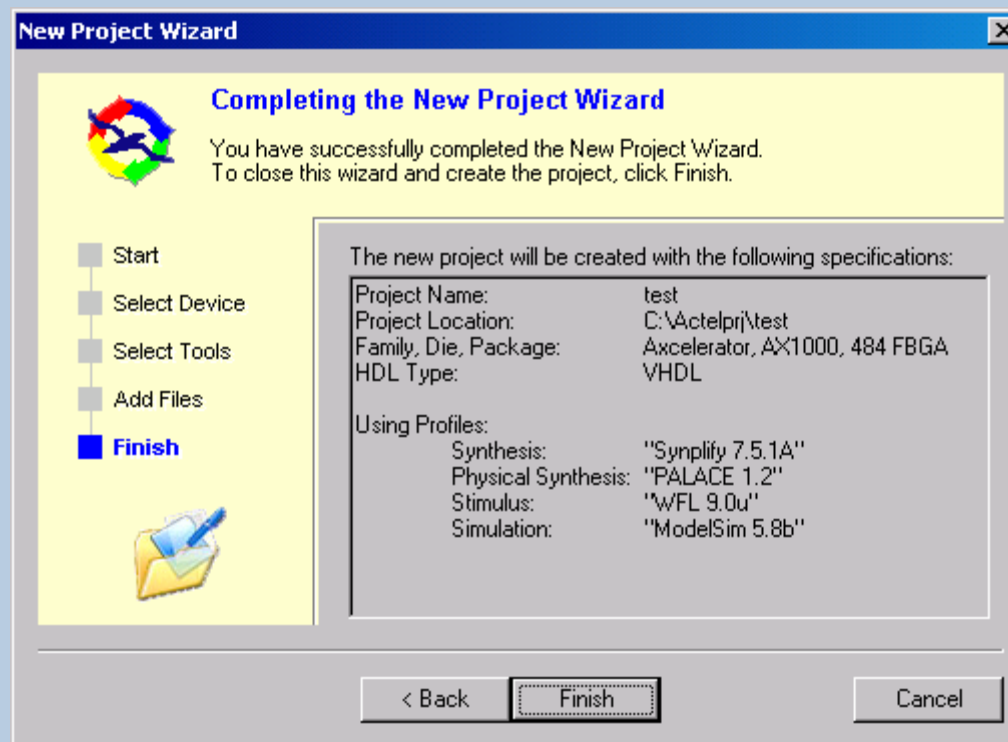 New Project Wizard
Completing the New Project Wizard
You have successfully completed the New Project Wizard.
To close this wizard and create the project, click Finish.
Start
Select Device
Select Tools
Add Files
Finish
The new project will be created with the following specifications:
Project Name: test
Project Location: C:\Actelprj\test
Family, Die, Package: Axcelerator, AX1000, 484 FBGA
HDL Type: VHDL
Using Profiles:
Synthesis: "Synplify 7.5.1A"
Physical Synthesis: "PALACE 1.2"
Stimulus: "WFL 9.0u"
Simulation: "ModelSim 5.8b"
< Back Finish Cancel